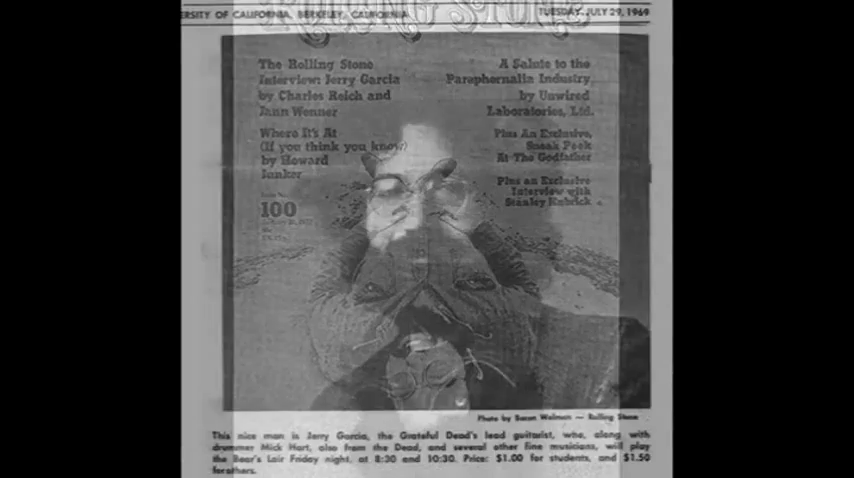 ROLLING STONE
ERSITY OF CALIFORNIA, BERKELEY, CALIFORNIA
TUESDAY, JULY 29, 1969
The Rolling Stone
Interview: Jerry Garcia
by Charles Reich and
Jann Wenner
Where It's At
(If you think you know)
by Howard
Junker
100
A Salute to the
Paraphernalia Industry
by Unwired
Laboratories, Ltd.
Plus An Exclusive,
Sneak Peek
At The Godfather
Plus an Exclusive
Interview with
Stanley Kubrick
Photo by Baron Wolman — Rolling Stone
This nice man is Jerry Garcia, the Grateful Dead's lead guitarist, who, along with
drummer Mick Hart, also from the Dead, and several other fine musicians, will play
the Bear's Lair Friday night, at 8:30 and 10:30. Price: $1.00 for students, and $1.50
forothers.